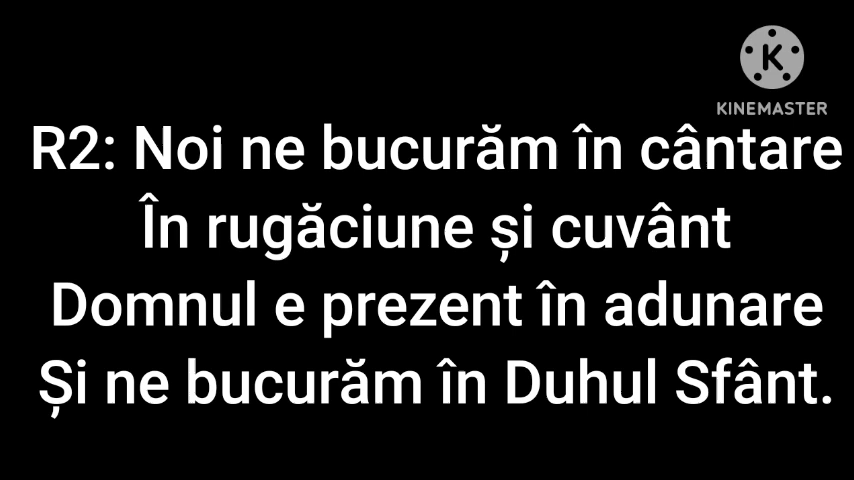 KINEMASTER
R2: Noi ne bucurăm în cântare
În rugăciune și cuvânt
Domnul e prezent în adunare
Și ne bucurăm în Duhul Sfânt.